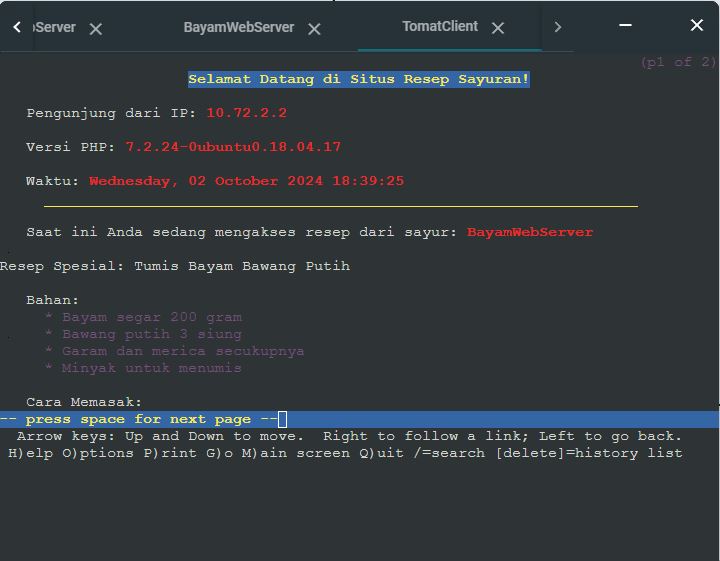 oServer
BayamWebServer
TomatClient
(p1 of 2)
Selamat Datang di Situs Resep Sayuran!
Pengunjung dari IP: 10.72.2.2
Versi PHP: 7.2.24-0ubuntu0.18.04.17
Waktu: Wednesday, 02 October 2024 18:39:25
Saat ini Anda sedang mengakses resep dari sayur: BayamWebServer
Resep Spesial: Tumis Bayam Bawang Putih
Bahan:
* Bayam segar 200 gram
* Bawang putih 3 siung
* Garam dan merica secukupnya
* Minyak untuk menumis
Cara Memasak:
-- press space for next page --
Arrow keys: Up and Down to move.  Right to follow a link; Left to go back.
H)elp O)ptions P)rint G)o M)ain screen Q)uit /=search [delete]=history list